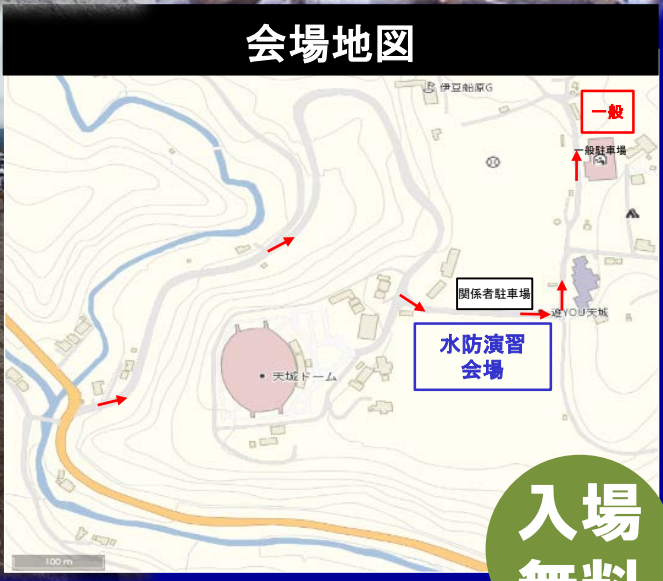 会場地図
伊豆船原G
一般
一般駐車場
関係者駐車場
遊YOU天城
水防演習
会場
天城ドーム
入場
無料
100 m